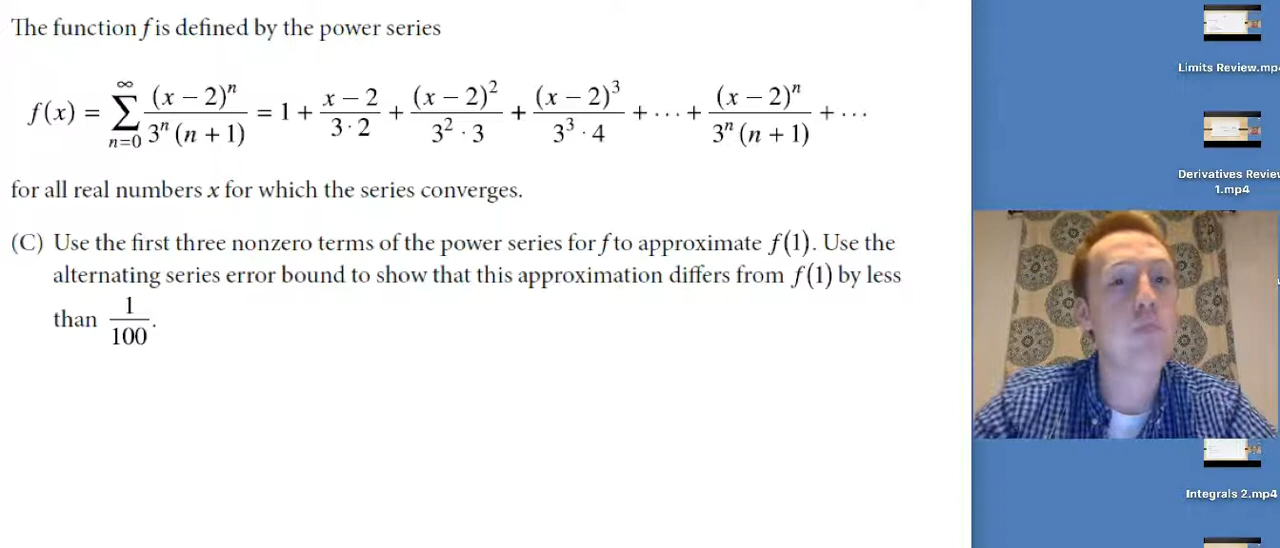 The function f is defined by the power series
f(x) = ∑_{n=0}^{∞} (x − 2)^n / 3^n (n + 1) = 1 + (x − 2)/(3 · 2) + (x − 2)^2/(3^2 · 3) + (x − 2)^3/(3^3 · 4) + ... + (x − 2)^n / 3^n (n + 1) + ...
for all real numbers x for which the series converges.
(C) Use the first three nonzero terms of the power series for f to approximate f(1). Use the
alternating series error bound to show that this approximation differs from f(1) by less
than 1/100.
Limits Review.mp4
Derivatives Review
1.mp4
Integrals 2.mp4